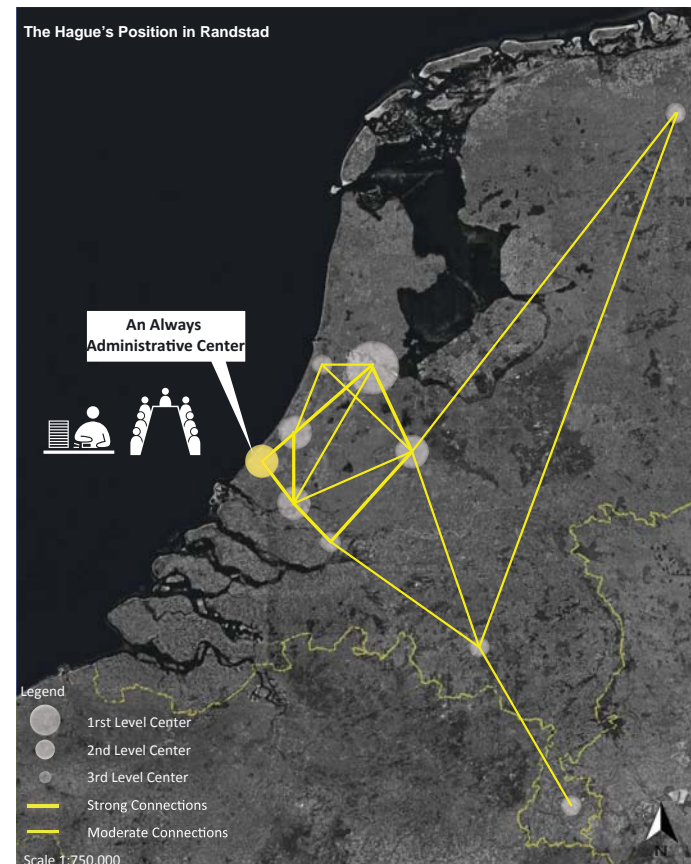 The Hague's Position in Randstad
An Always
Administrative Center
Legend
1rst Level Center
2nd Level Center
3rd Level Center
Strong Connections
Moderate Connections
Scale 1:750.000
N